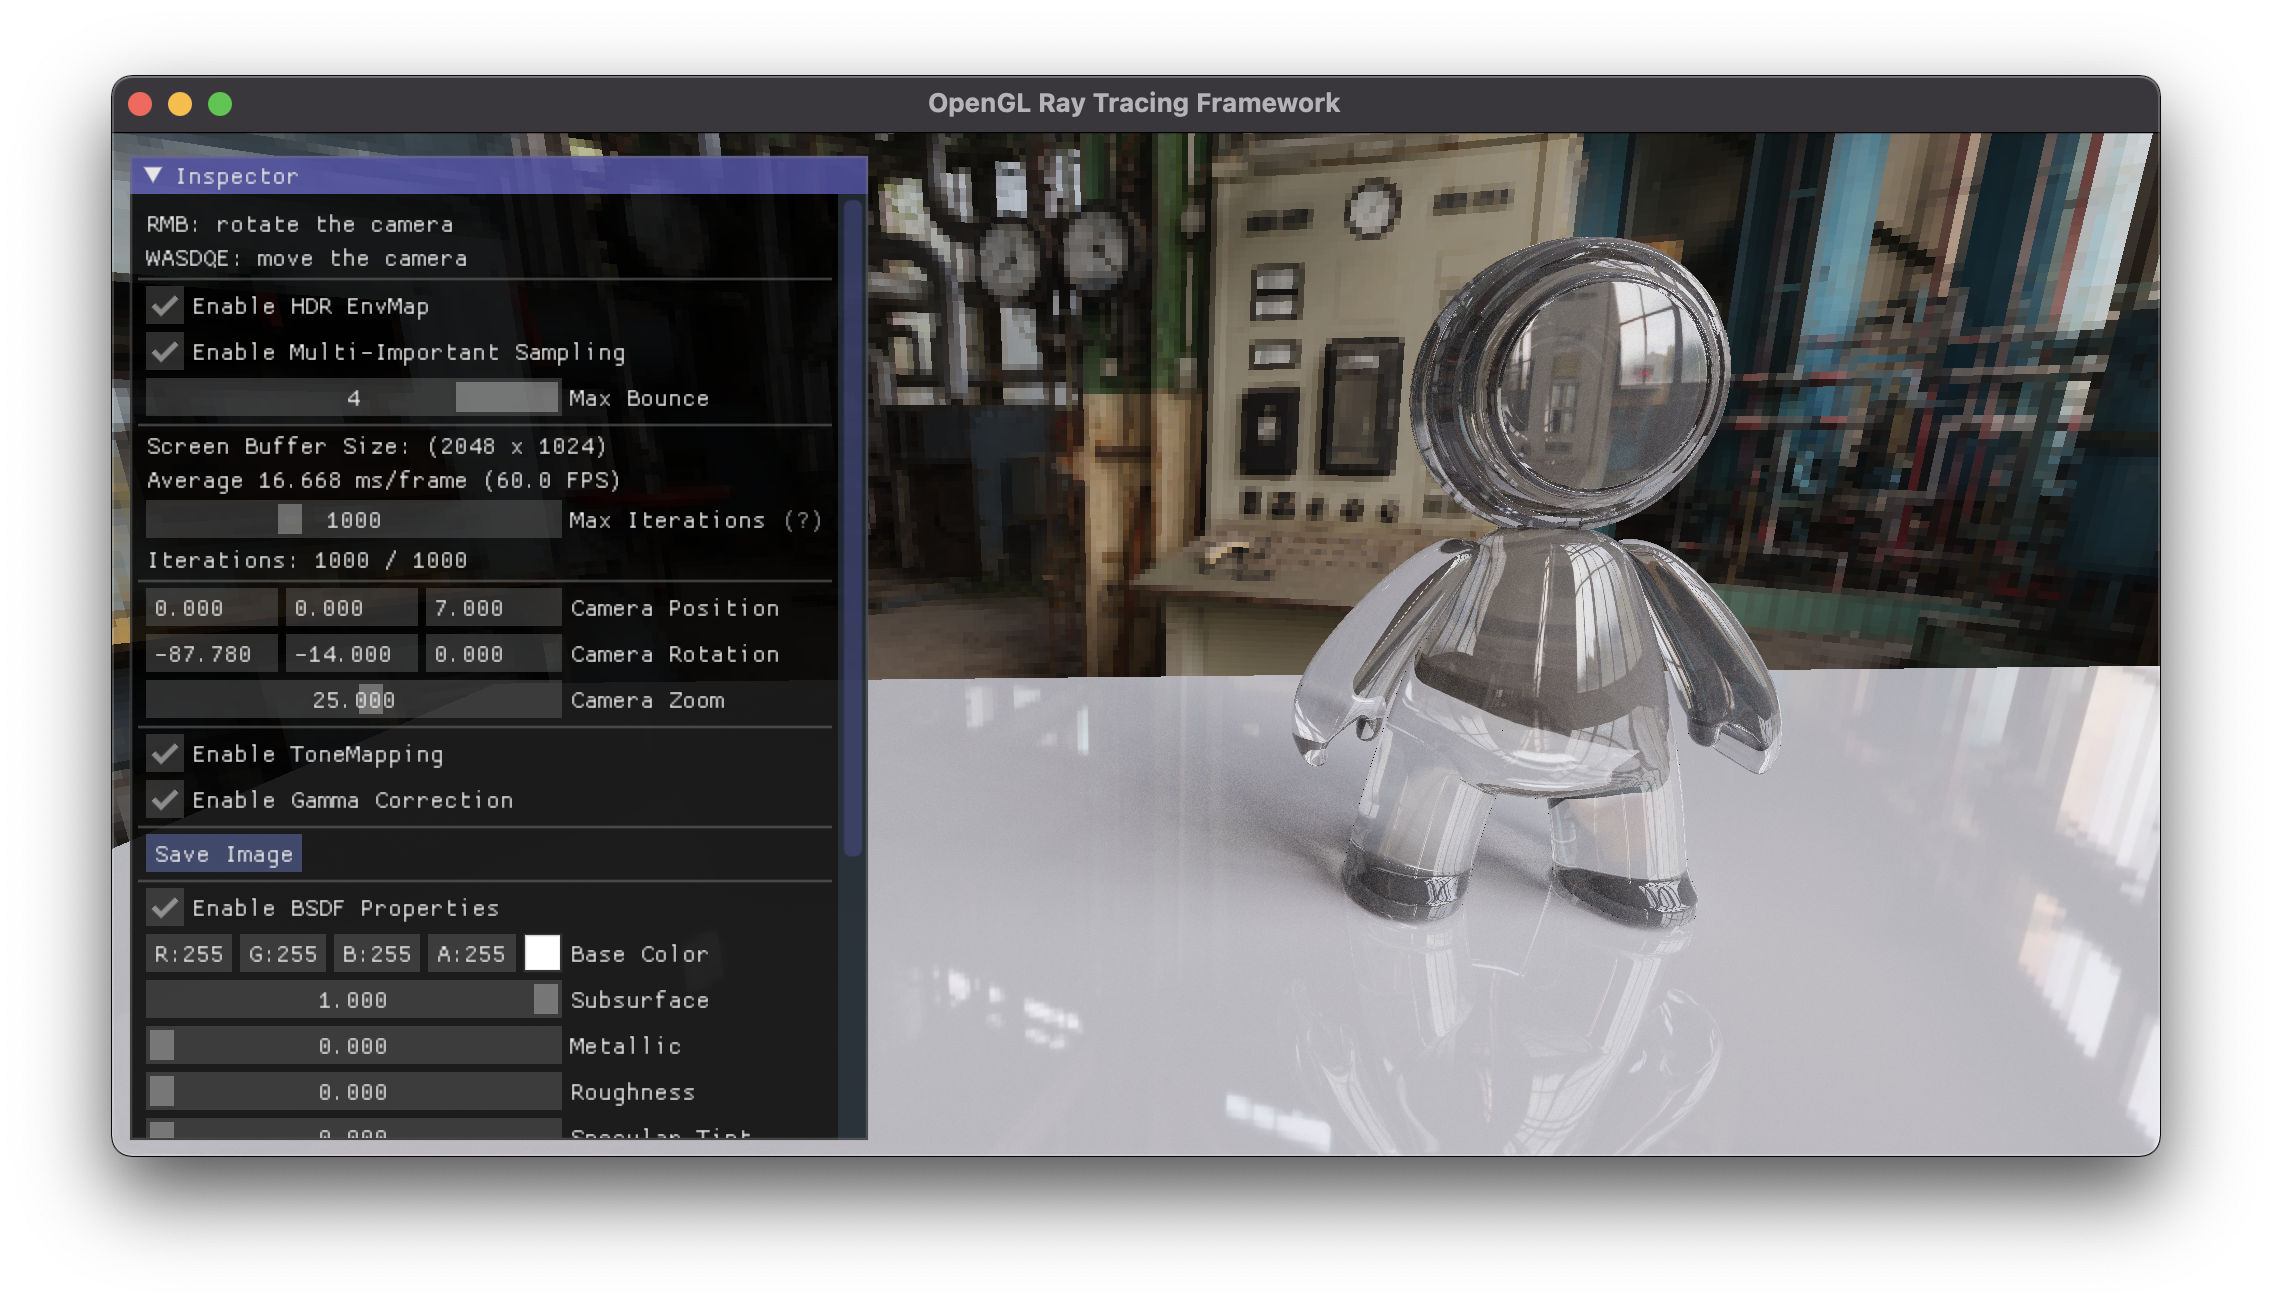 OpenGL Ray Tracing Framework
Inspector
RMB: rotate the camera
WASDQE: move the camera
Enable HDR EnvMap
Enable Multi-Important Sampling
4 Max Bounce
Screen Buffer Size: (2048 x 1024)
Average 16.668 ms/frame (60.0 FPS)
1000 Max Iterations (?)
Iterations: 1000 / 1000
0.000 0.000 7.000 Camera Position
-87.780 -14.000 0.000 Camera Rotation
25.000 Camera Zoom
Enable ToneMapping
Enable Gamma Correction
Save Image
Enable BSDF Properties
R:255 G:255 B:255 A:255 Base Color
1.000 Subsurface
0.000 Metallic
0.000 Roughness
0.000 Specular Tint